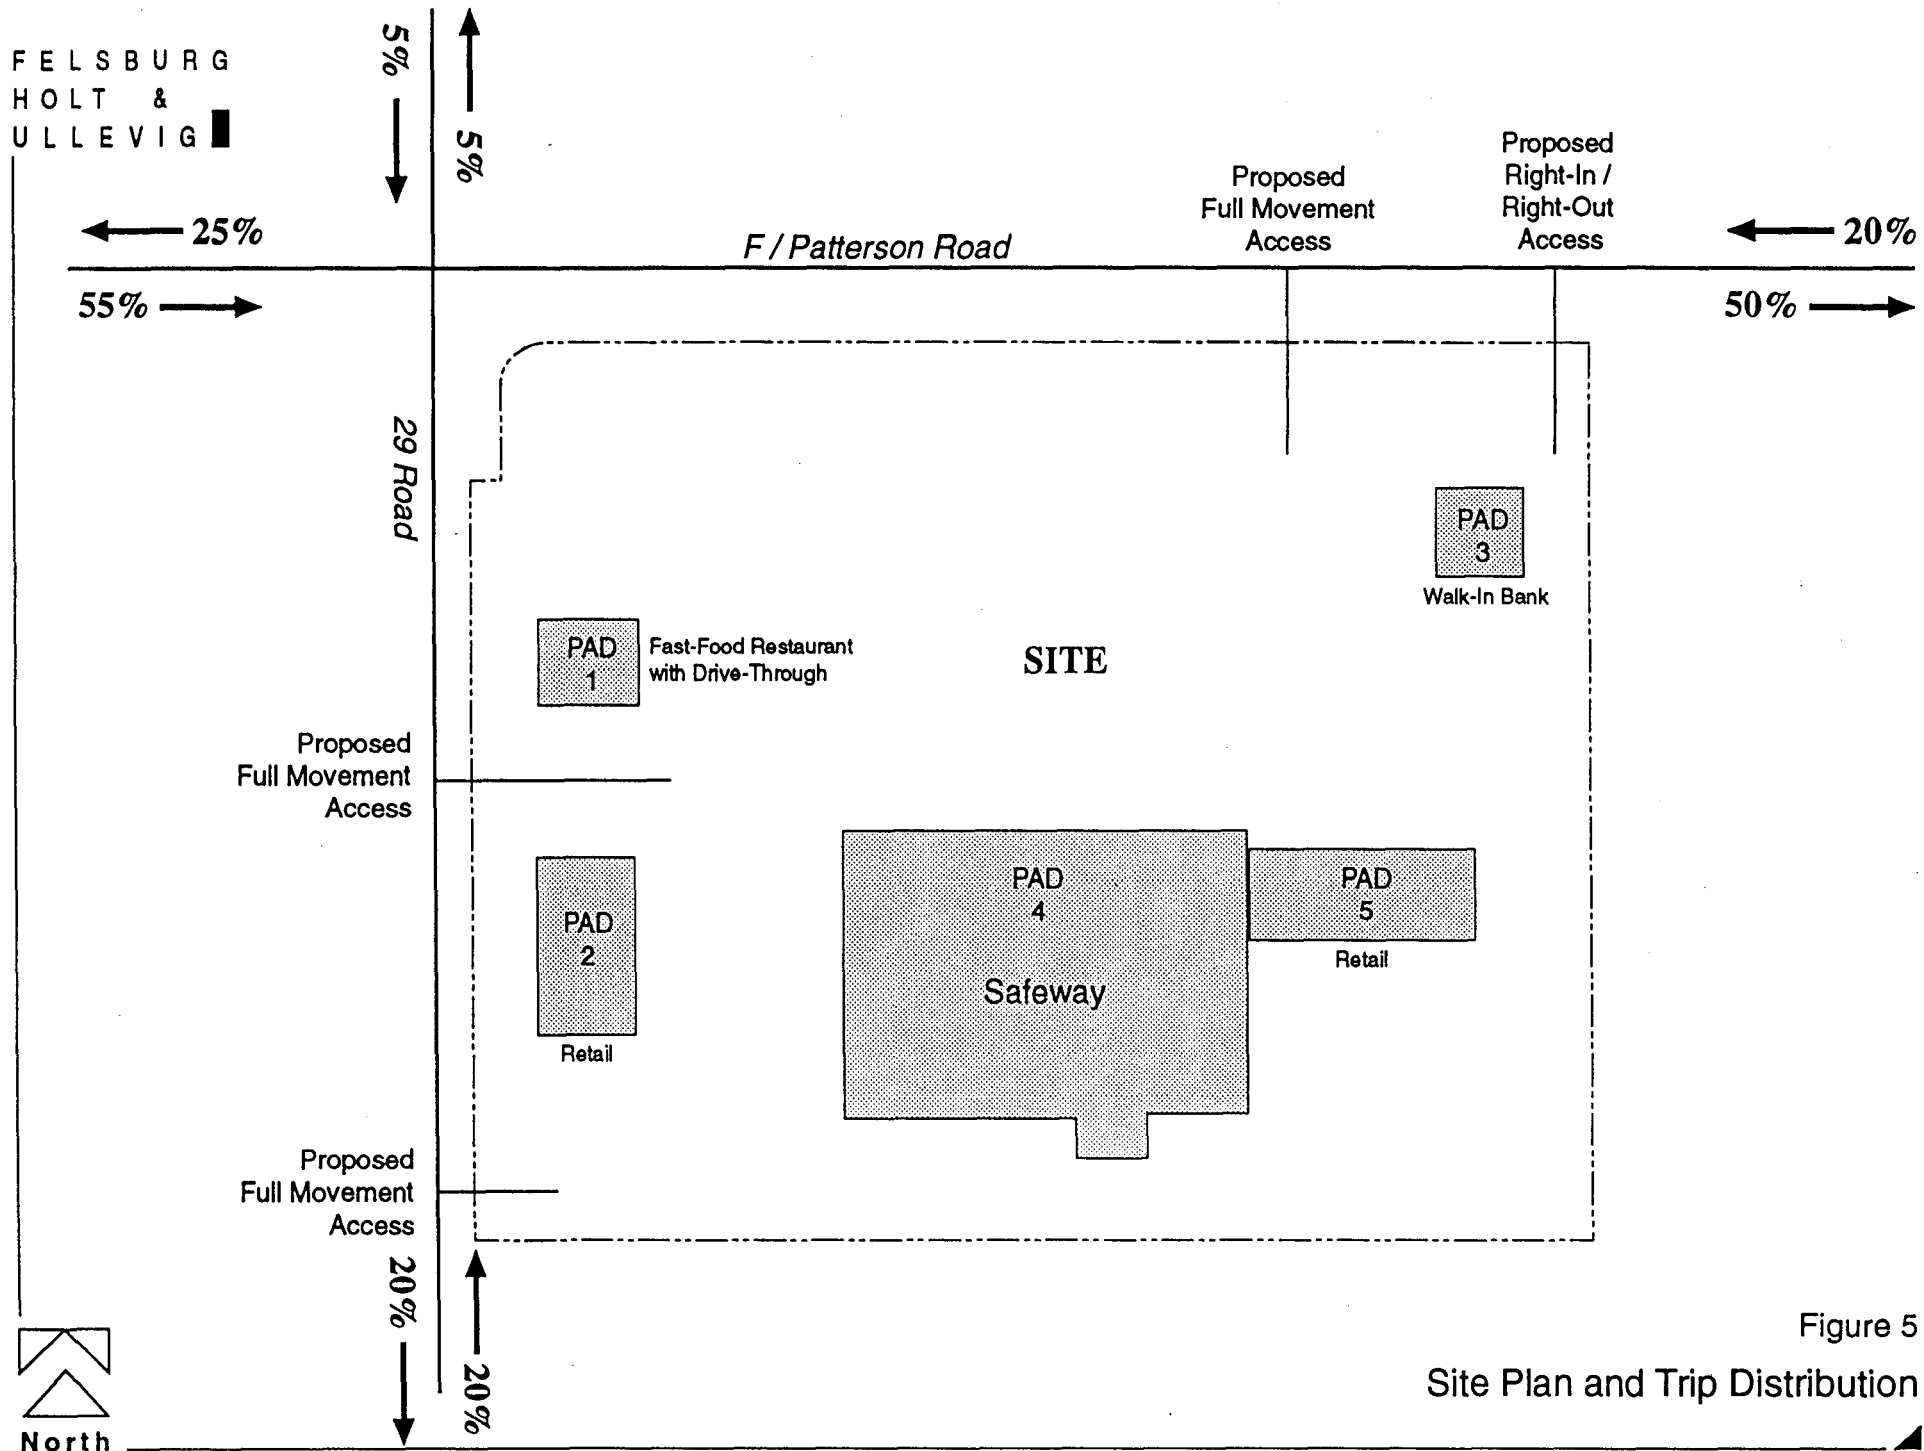 FELSBURG
HOLT &
ULLEVIG
5%
5%
25%
55%
F / Patterson Road
Proposed
Full Movement
Access
Proposed
Right-In /
Right-Out
Access
20%
50%
29 Road
PAD
3
Walk-In Bank
PAD
1
Fast-Food Restaurant
with Drive-Through
SITE
Proposed
Full Movement
Access
PAD
2
Retail
PAD
4
Safeway
PAD
5
Retail
Proposed
Full Movement
Access
20%
20%
North
Figure 5
Site Plan and Trip Distribution